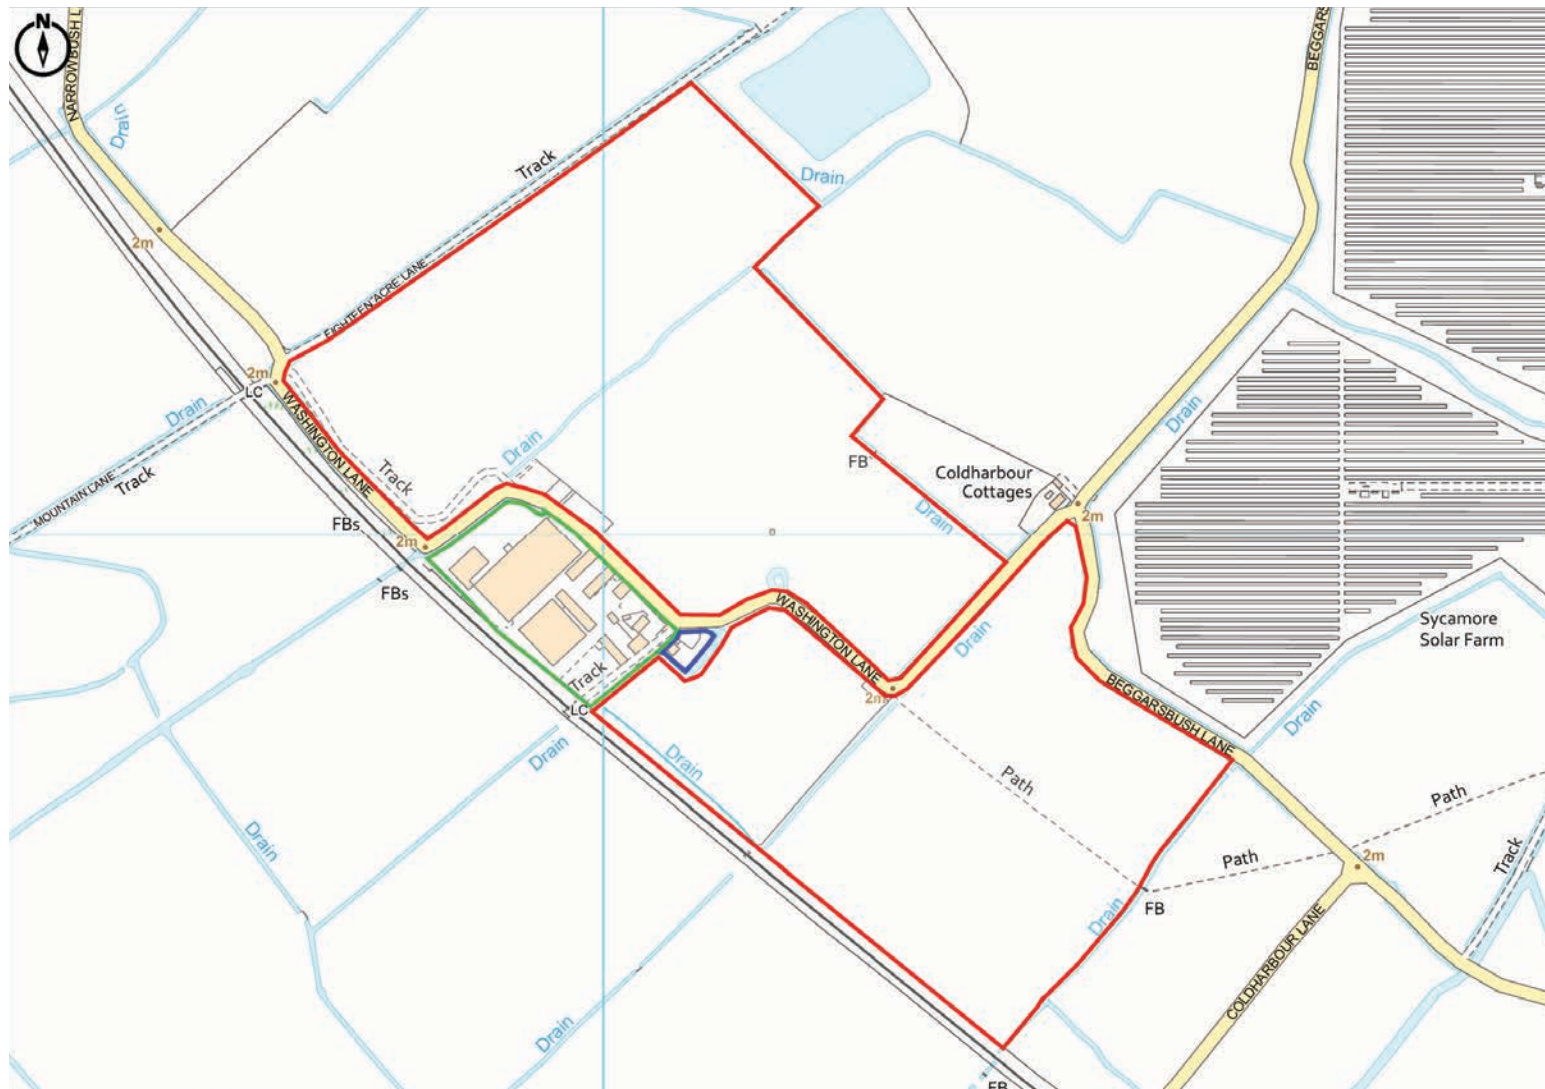 N
NARROWBUSH L
BEGGARS
Drain
Track
Drain
2m
EIGHTEEN ACRE LANE
2m
LC
Drain
WASHINGTON LANE
MOUNTAIN LANE
Track
Track
Drain
FB
Coldharbour
Cottages
Drain
Drain
2m
FBs
2m
FBs
WASHINGTON LANE
Drain
Sycamore
Solar Farm
Track
LC
2m
BEGGARSBUSH LANE
Drain
Drain
Drain
Path
Path
Path
2m
Track
Drain
FB
Drain
COLDHARBOUR LANE
Drain
FB